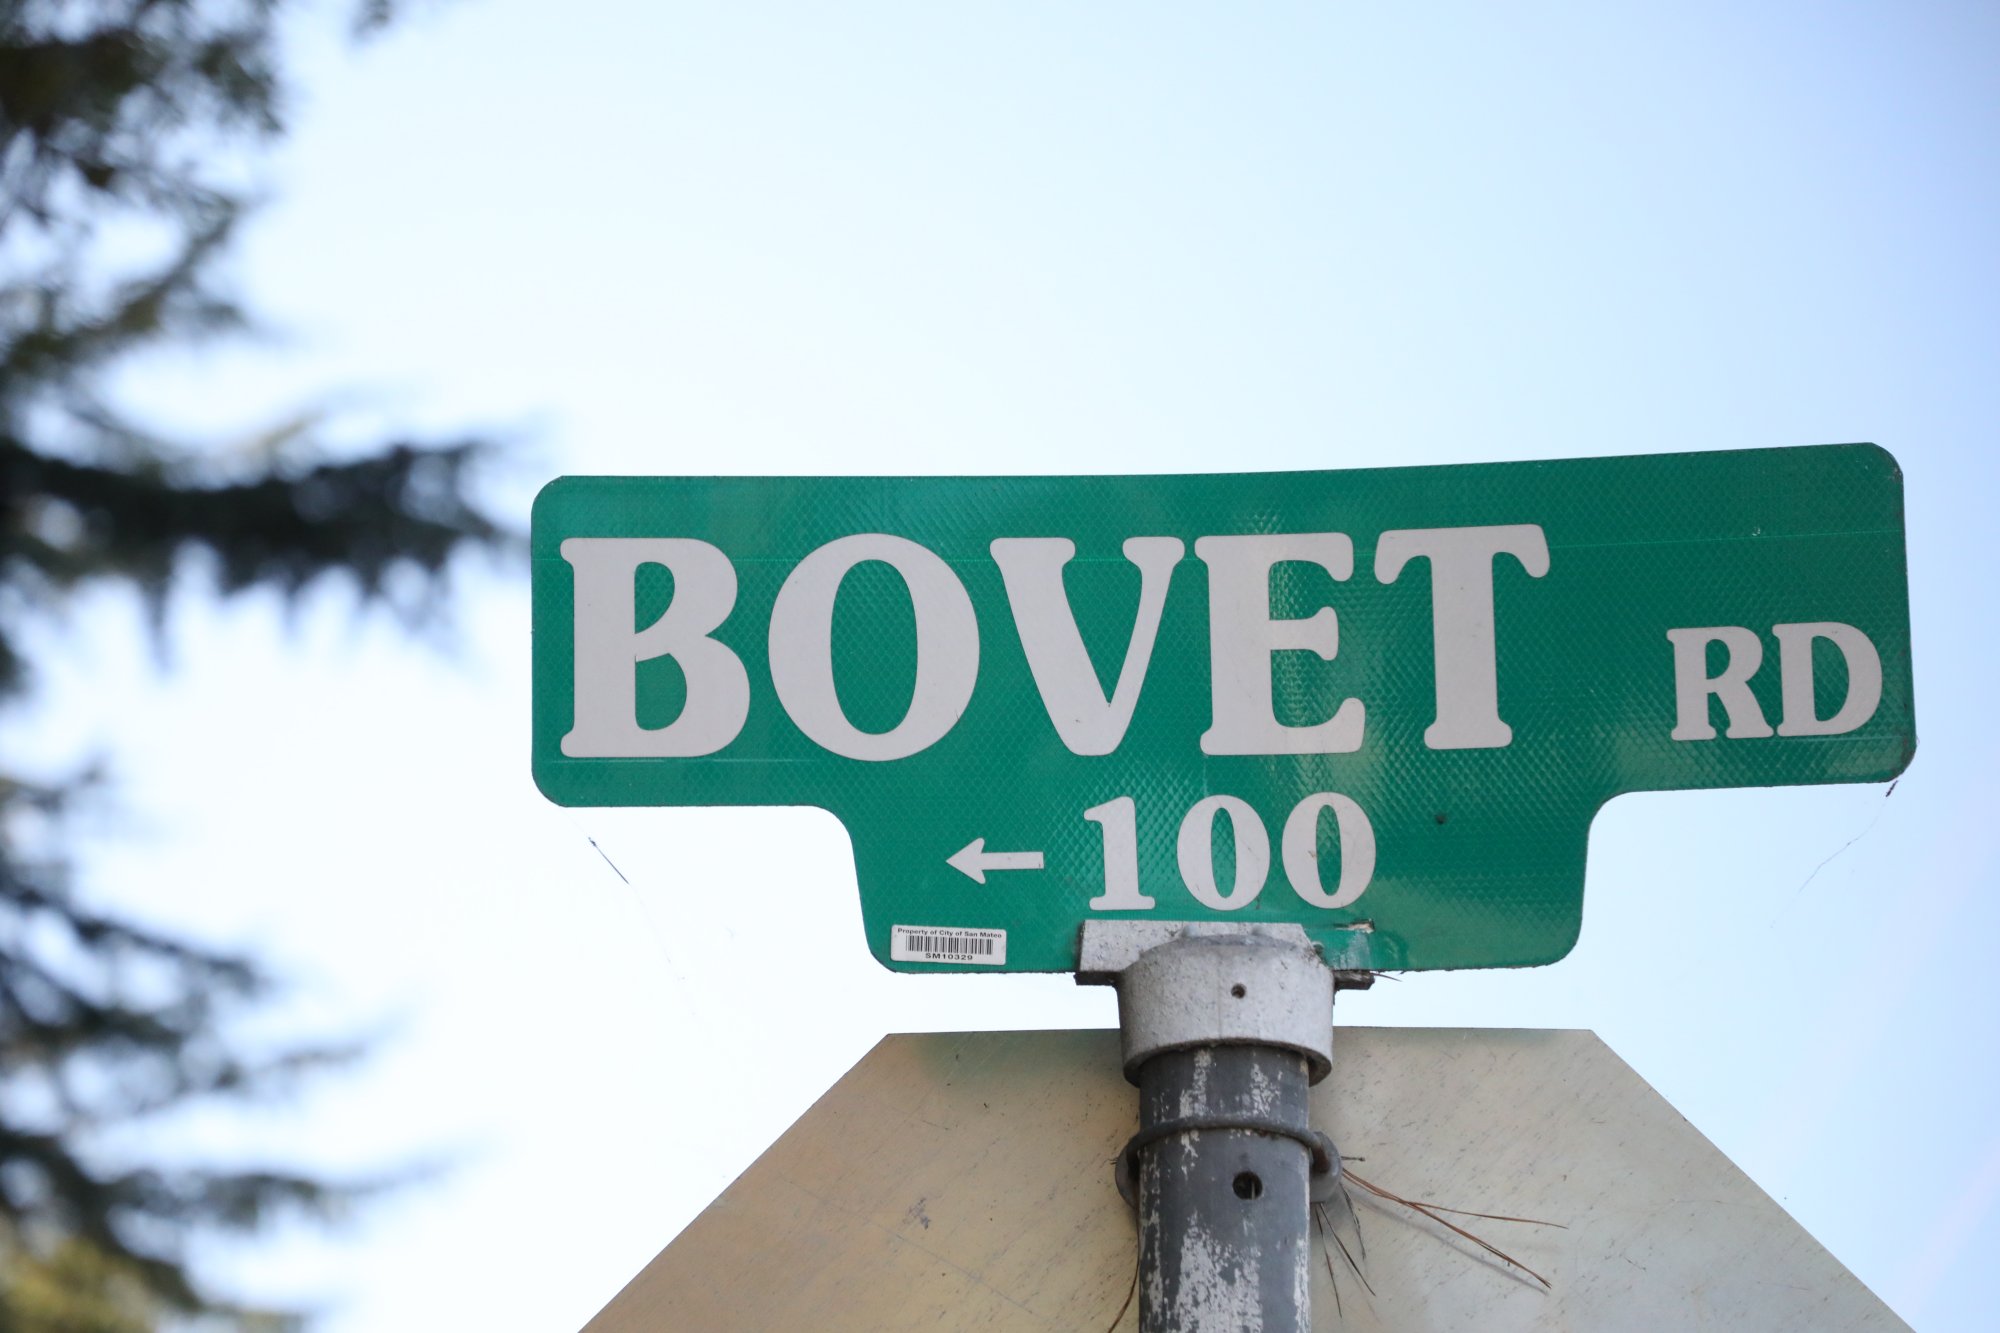 BOVET RD
← 100
Property of City of San Mateo
SM10329